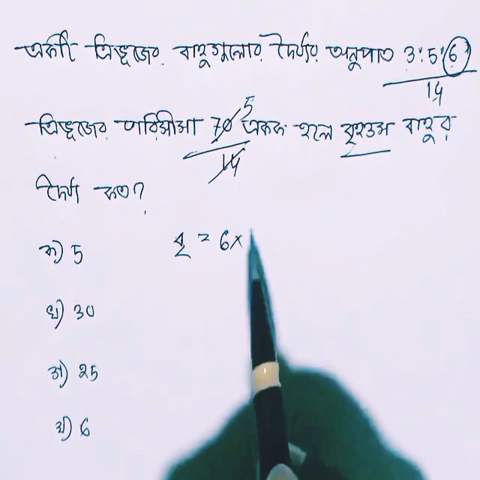 একটি ত্রিভুজের বাহুগুলোর দৈর্ঘ্যের অনুপাত 3:5:6
14
ত্রিভুজের পরিসীমা 70 একক হলে বৃহত্তম বাহুর
5
14
দৈর্ঘ্য কত?
ক) 5
বৃ = 6×
খ) 30
গ) 25
ঘ) 6